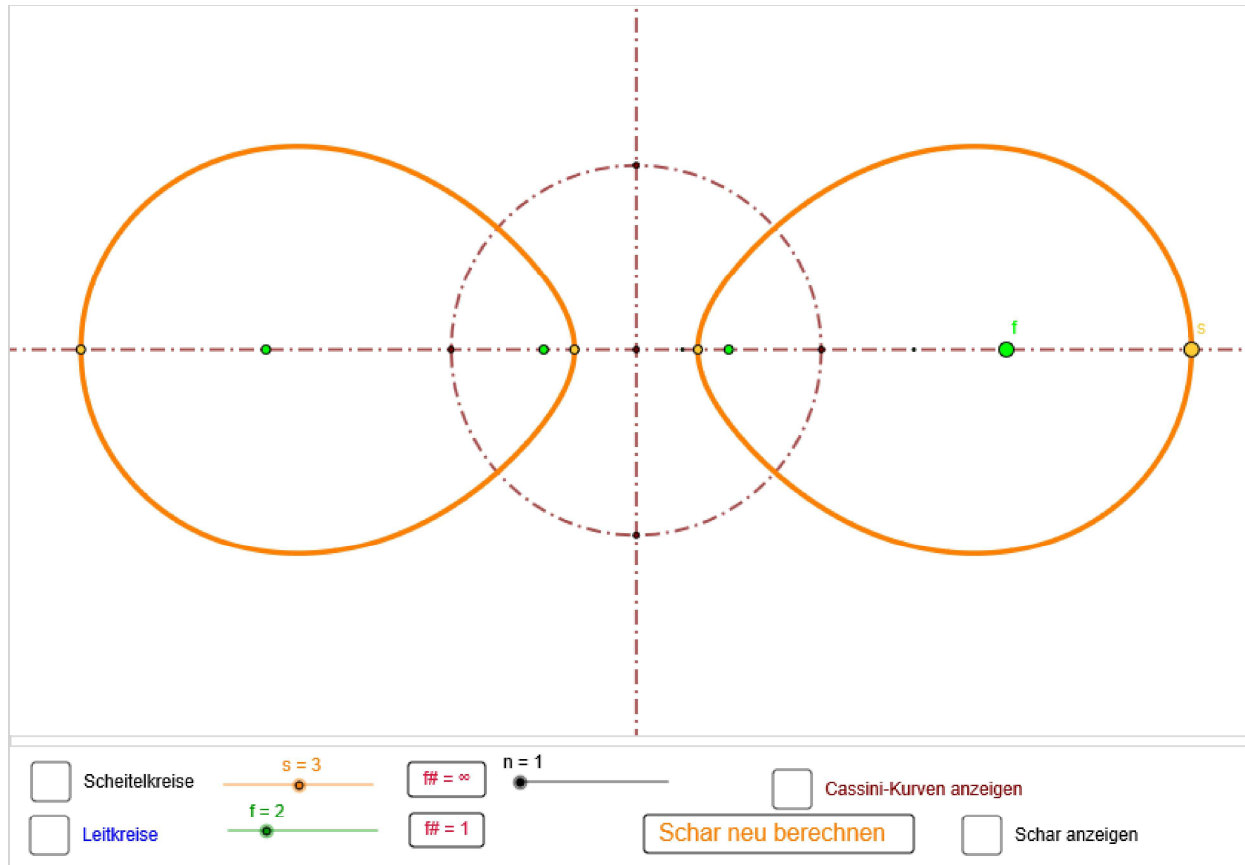 f
s
s = 3
f# = ∞
n = 1
Scheitelkreise
Cassini-Kurven anzeigen
f = 2
f# = 1
Leitkreise
Schar neu berechnen
Schar anzeigen